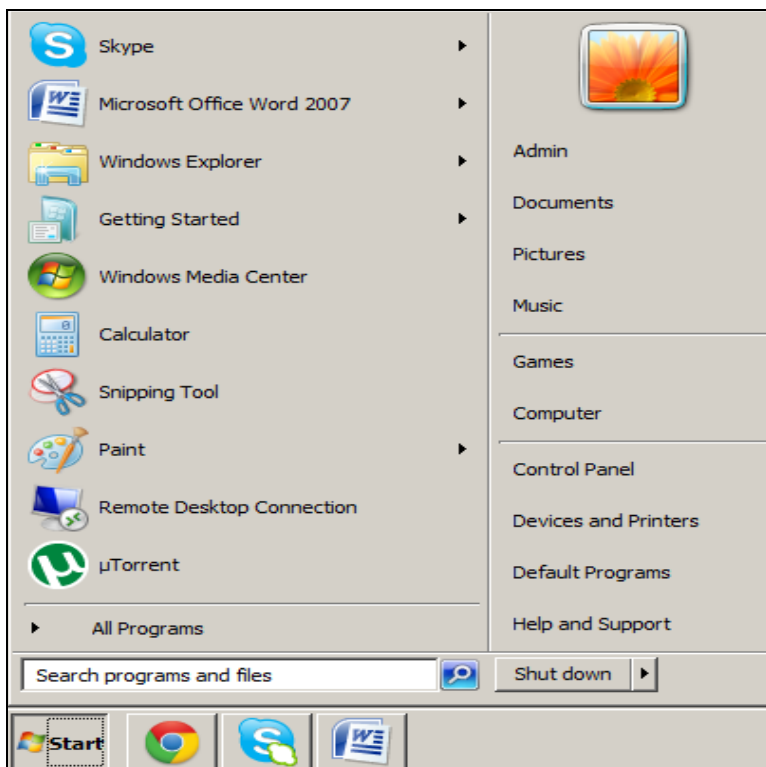 Skype
Microsoft Office Word 2007
Windows Explorer
Getting Started
Windows Media Center
Calculator
Snipping Tool
Paint
Remote Desktop Connection
µTorrent
All Programs
Search programs and files
Admin
Documents
Pictures
Music
Games
Computer
Control Panel
Devices and Printers
Default Programs
Help and Support
Shut down
Start